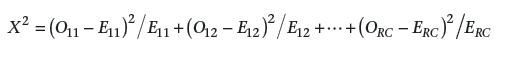 X² = (O₁₁ – E₁₁)²/E₁₁ + (O₁₂ – E₁₂)²/E₁₂ + ⋯ + (O_RC – E_RC)²/E_RC